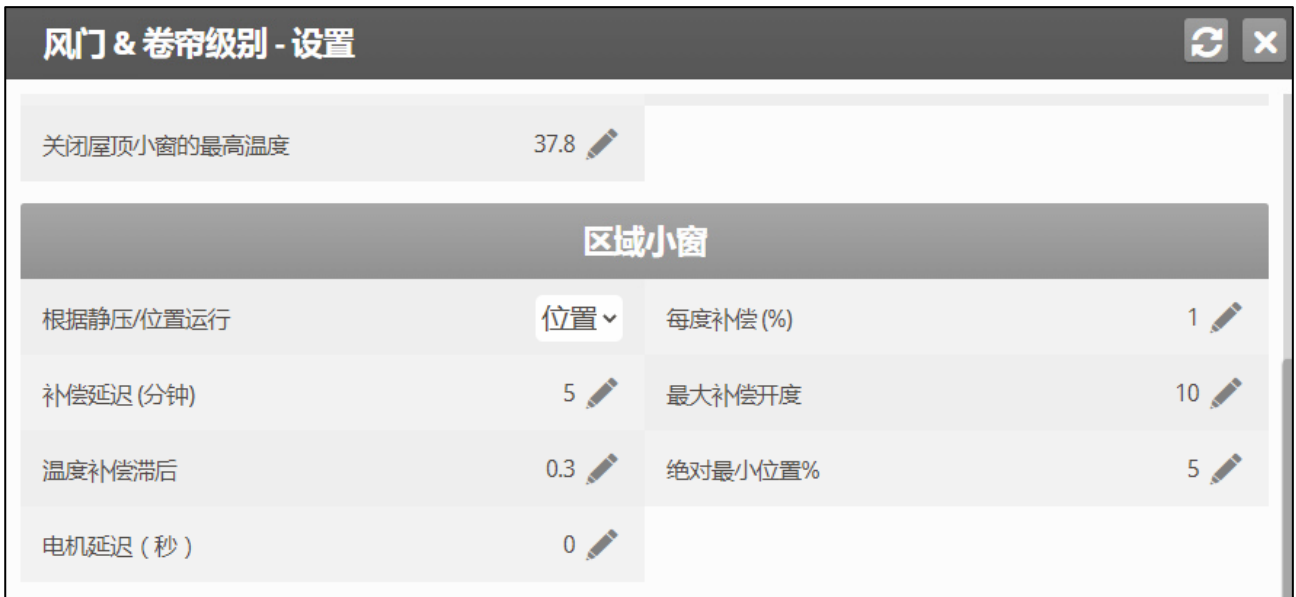 风门 & 卷帘级别 - 设置
关闭屋顶小窗的最高温度 37.8
区域小窗
根据静压/位置运行 位置 每度补偿 (%) 1
补偿延迟 (分钟) 5 最大补偿开度 10
温度补偿滞后 0.3 绝对最小位置% 5
电机延迟（秒） 0